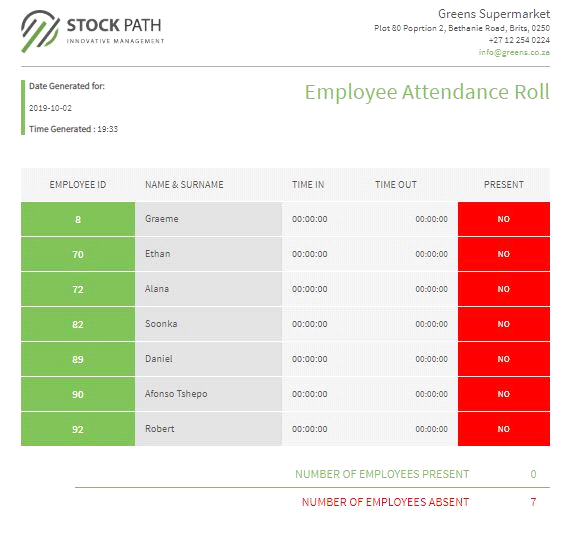 STOCK PATH
INNOVATIVE MANAGEMENT
Greens Supermarket
Plot 80 Poprtion 2, Bethanie Road, Brits, 0250
+27 12 254 0224
info@greens.co.za
Date Generated for:
2019-10-02
Time Generated : 19:33
Employee Attendance Roll
EMPLOYEE ID NAME & SURNAME TIME IN TIME OUT PRESENT
8 Graeme 00:00:00 00:00:00 NO
70 Ethan 00:00:00 00:00:00 NO
72 Alana 00:00:00 00:00:00 NO
82 Soonka 00:00:00 00:00:00 NO
89 Daniel 00:00:00 00:00:00 NO
90 Afonso Tshepo 00:00:00 00:00:00 NO
92 Robert 00:00:00 00:00:00 NO
NUMBER OF EMPLOYEES PRESENT 0
NUMBER OF EMPLOYEES ABSENT 7